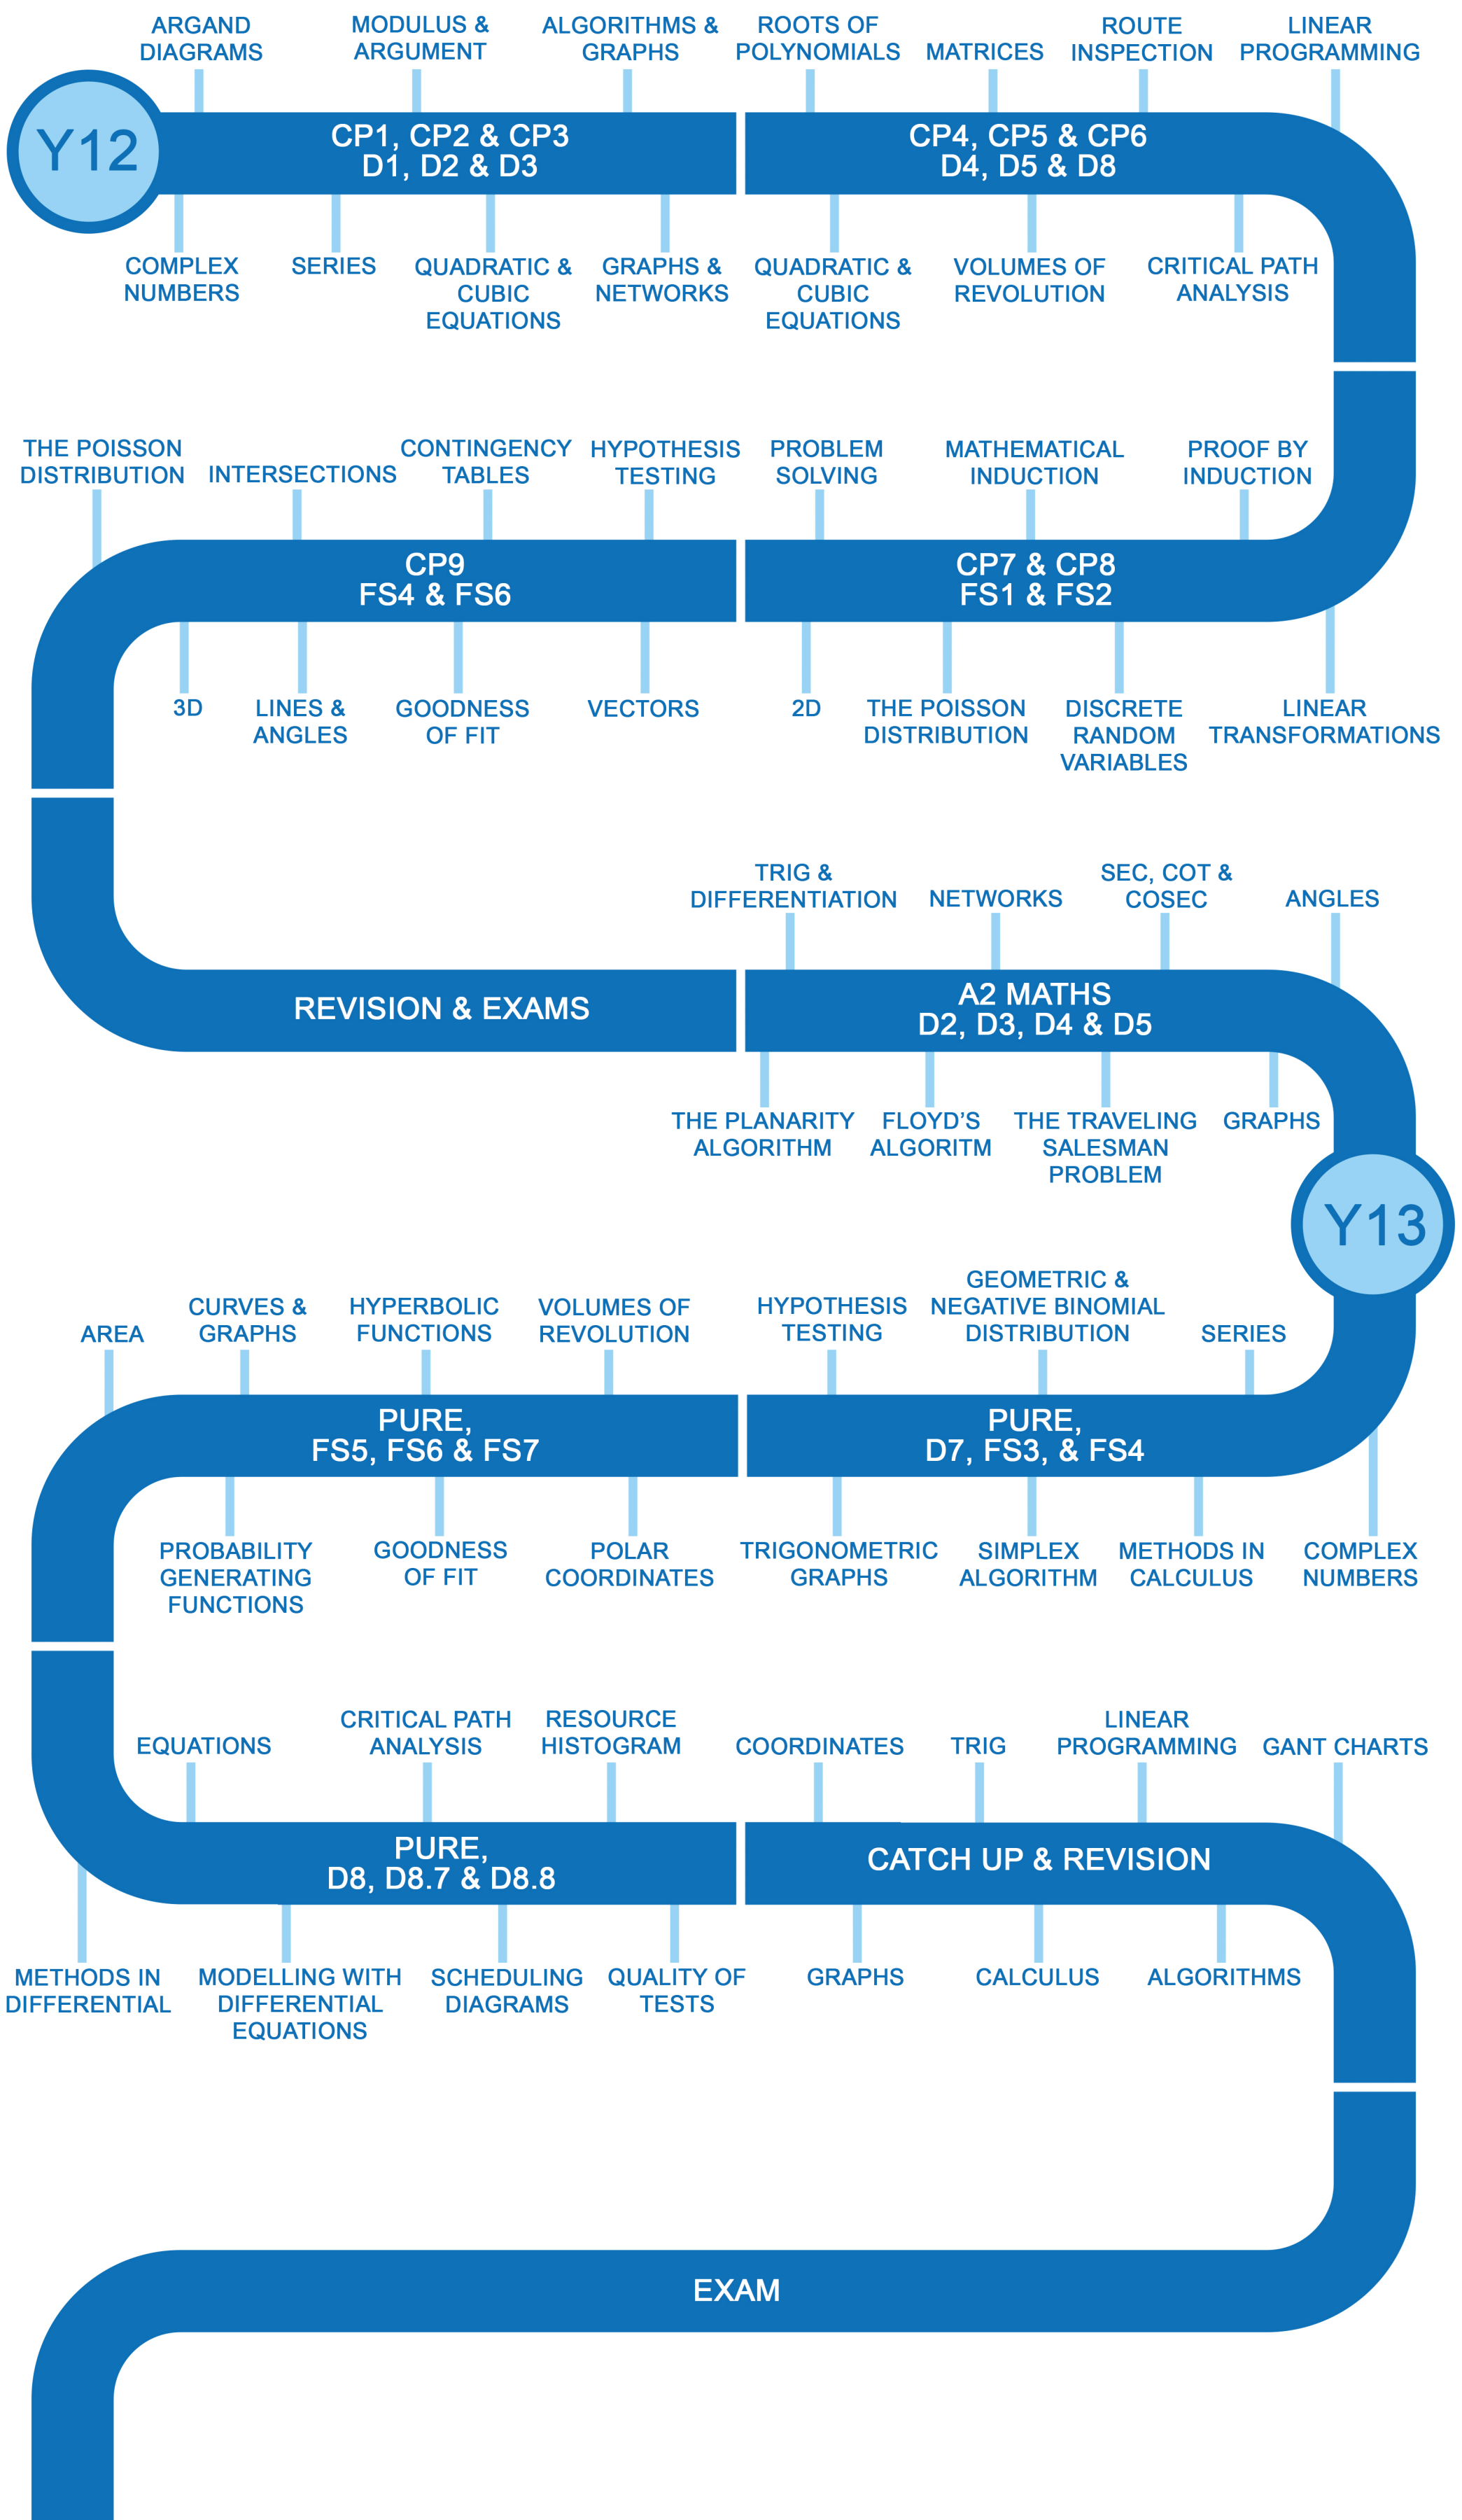 ARGAND
DIAGRAMS
MODULUS &
ARGUMENT
ALGORITHMS &
GRAPHS
ROOTS OF
POLYNOMIALS
MATRICES
ROUTE
INSPECTION
LINEAR
PROGRAMMING
Y12
CP1, CP2 & CP3
D1, D2 & D3
CP4, CP5 & CP6
D4, D5 & D8
COMPLEX
NUMBERS
SERIES
QUADRATIC &
CUBIC
EQUATIONS
GRAPHS &
NETWORKS
QUADRATIC &
CUBIC
EQUATIONS
VOLUMES OF
REVOLUTION
CRITICAL PATH
ANALYSIS
THE POISSON
DISTRIBUTION
INTERSECTIONS
CONTINGENCY
TABLES
HYPOTHESIS
TESTING
PROBLEM
SOLVING
MATHEMATICAL
INDUCTION
PROOF BY
INDUCTION
CP9
FS4 & FS6
CP7 & CP8
FS1 & FS2
3D
LINES &
ANGLES
GOODNESS
OF FIT
VECTORS
2D
THE POISSON
DISTRIBUTION
DISCRETE
RANDOM
VARIABLES
LINEAR
TRANSFORMATIONS
TRIG &
DIFFERENTIATION
NETWORKS
SEC, COT &
COSEC
ANGLES
REVISION & EXAMS
A2 MATHS
D2, D3, D4 & D5
THE PLANARITY
ALGORITHM
FLOYD'S
ALGORITM
THE TRAVELING
SALESMAN
PROBLEM
GRAPHS
Y13
AREA
CURVES &
GRAPHS
HYPERBOLIC
FUNCTIONS
VOLUMES OF
REVOLUTION
HYPOTHESIS
TESTING
GEOMETRIC &
NEGATIVE BINOMIAL
DISTRIBUTION
SERIES
PURE,
FS5, FS6 & FS7
PURE,
D7, FS3, & FS4
PROBABILITY
GENERATING
FUNCTIONS
GOODNESS
OF FIT
POLAR
COORDINATES
TRIGONOMETRIC
GRAPHS
SIMPLEX
ALGORITHM
METHODS IN
CALCULUS
COMPLEX
NUMBERS
EQUATIONS
CRITICAL PATH
ANALYSIS
RESOURCE
HISTOGRAM
COORDINATES
TRIG
LINEAR
PROGRAMMING
GANT CHARTS
PURE,
D8, D8.7 & D8.8
CATCH UP & REVISION
METHODS IN
DIFFERENTIAL
MODELLING WITH
DIFFERENTIAL
EQUATIONS
SCHEDULING
DIAGRAMS
QUALITY OF
TESTS
GRAPHS
CALCULUS
ALGORITHMS
EXAM